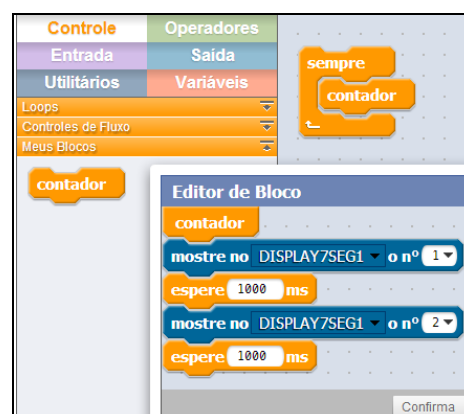 Controle Operadores
Entrada Saída
Utilitários Variáveis
Loops
Controles de Fluxo
Meus Blocos
contador
sempre
contador
Editor de Bloco
contador
mostre no DISPLAY7SEG1 o nº 1
espere 1000 ms
mostre no DISPLAY7SEG1 o nº 2
espere 1000 ms
Confirma